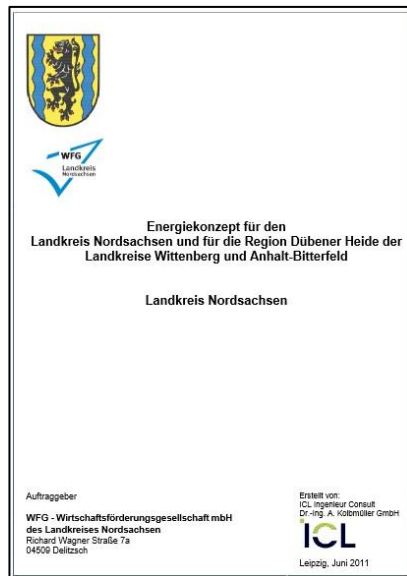 WFG
Landkreis
Nordsachsen
Energiekonzept für den
Landkreis Nordsachsen und für die Region Dübener Heide der
Landkreise Wittenberg und Anhalt-Bitterfeld
Landkreis Nordsachsen
Auftraggeber
WFG - Wirtschaftsförderungsgesellschaft mbH
des Landkreises Nordsachsen
Richard Wagner Straße 7a
04509 Delitzsch
Erstellt von:
ICL Ingenieur Consult
Dr.-Ing. A. Kolbmüller GmbH
ICL
Leipzig, Juni 2011